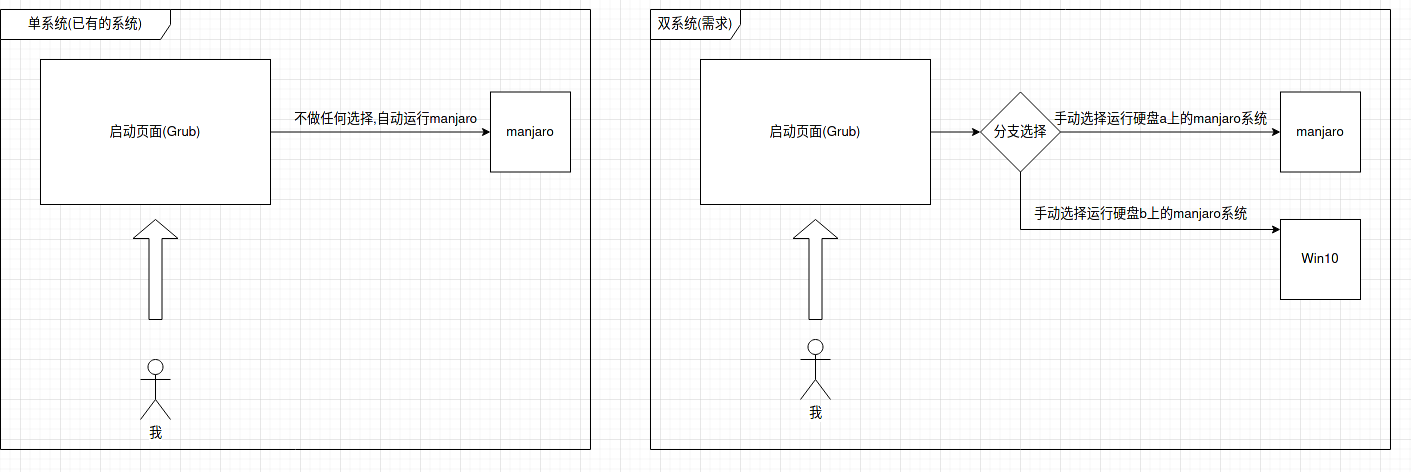 单系统(已有的系统)
启动页面(Grub)
不做任何选择,自动运行manjaro
manjaro
我
双系统(需求)
启动页面(Grub)
分支选择
手动选择运行硬盘a上的manjaro系统
manjaro
手动选择运行硬盘b上的manjaro系统
Win10
我